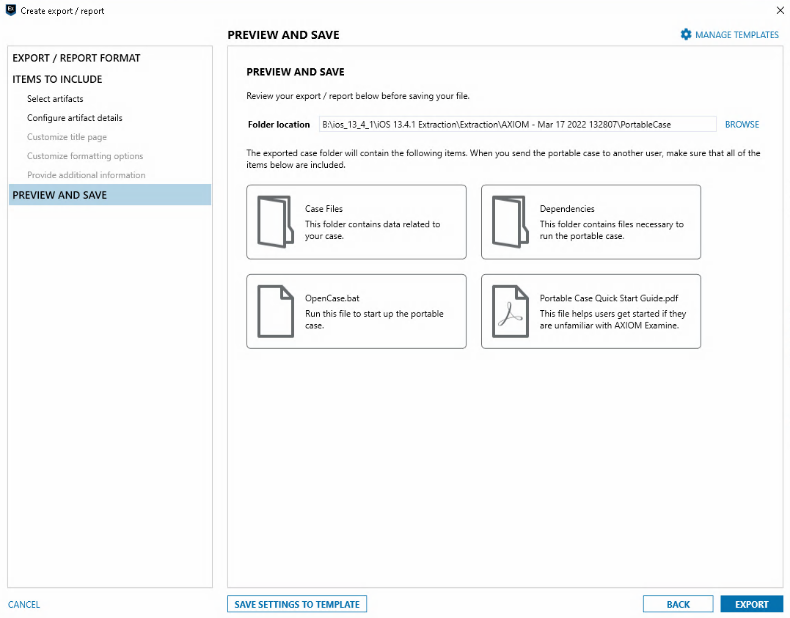 Create export / report
PREVIEW AND SAVE
MANAGE TEMPLATES
EXPORT / REPORT FORMAT
ITEMS TO INCLUDE
Select artifacts
Configure artifact details
Customize title page
Customize formatting options
Provide additional information
PREVIEW AND SAVE
PREVIEW AND SAVE
Review your export / report below before saving your file.
Folder location B:\ios_13_4_1\iOS 13.4.1 Extraction\Extraction\AXIOM - Mar 17 2022 132807\PortableCase BROWSE
The exported case folder will contain the following items. When you send the portable case to another user, make sure that all of the
items below are included.
Case Files
This folder contains data related to
your case.
Dependencies
This folder contains files necessary to
run the portable case.
OpenCase.bat
Run this file to start up the portable
case.
Portable Case Quick Start Guide.pdf
This file helps users get started if they
are unfamiliar with AXIOM Examine.
CANCEL
SAVE SETTINGS TO TEMPLATE
BACK
EXPORT